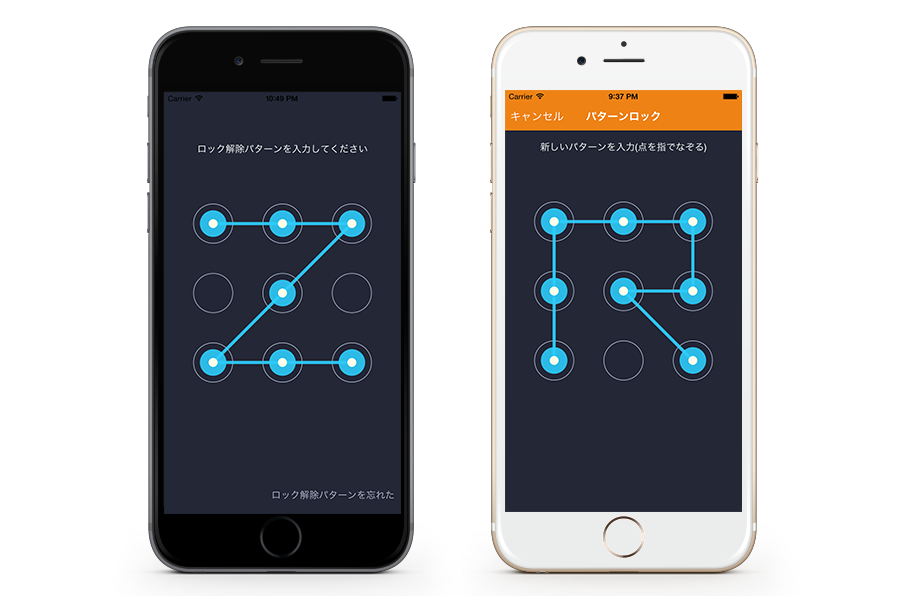 Carrier 10:49 PM
ロック解除パターンを入力してください
ロック解除パターンを忘れた
Carrier 9:37 PM
キャンセル パターンロック
新しいパターンを入力(点を指でなぞる)